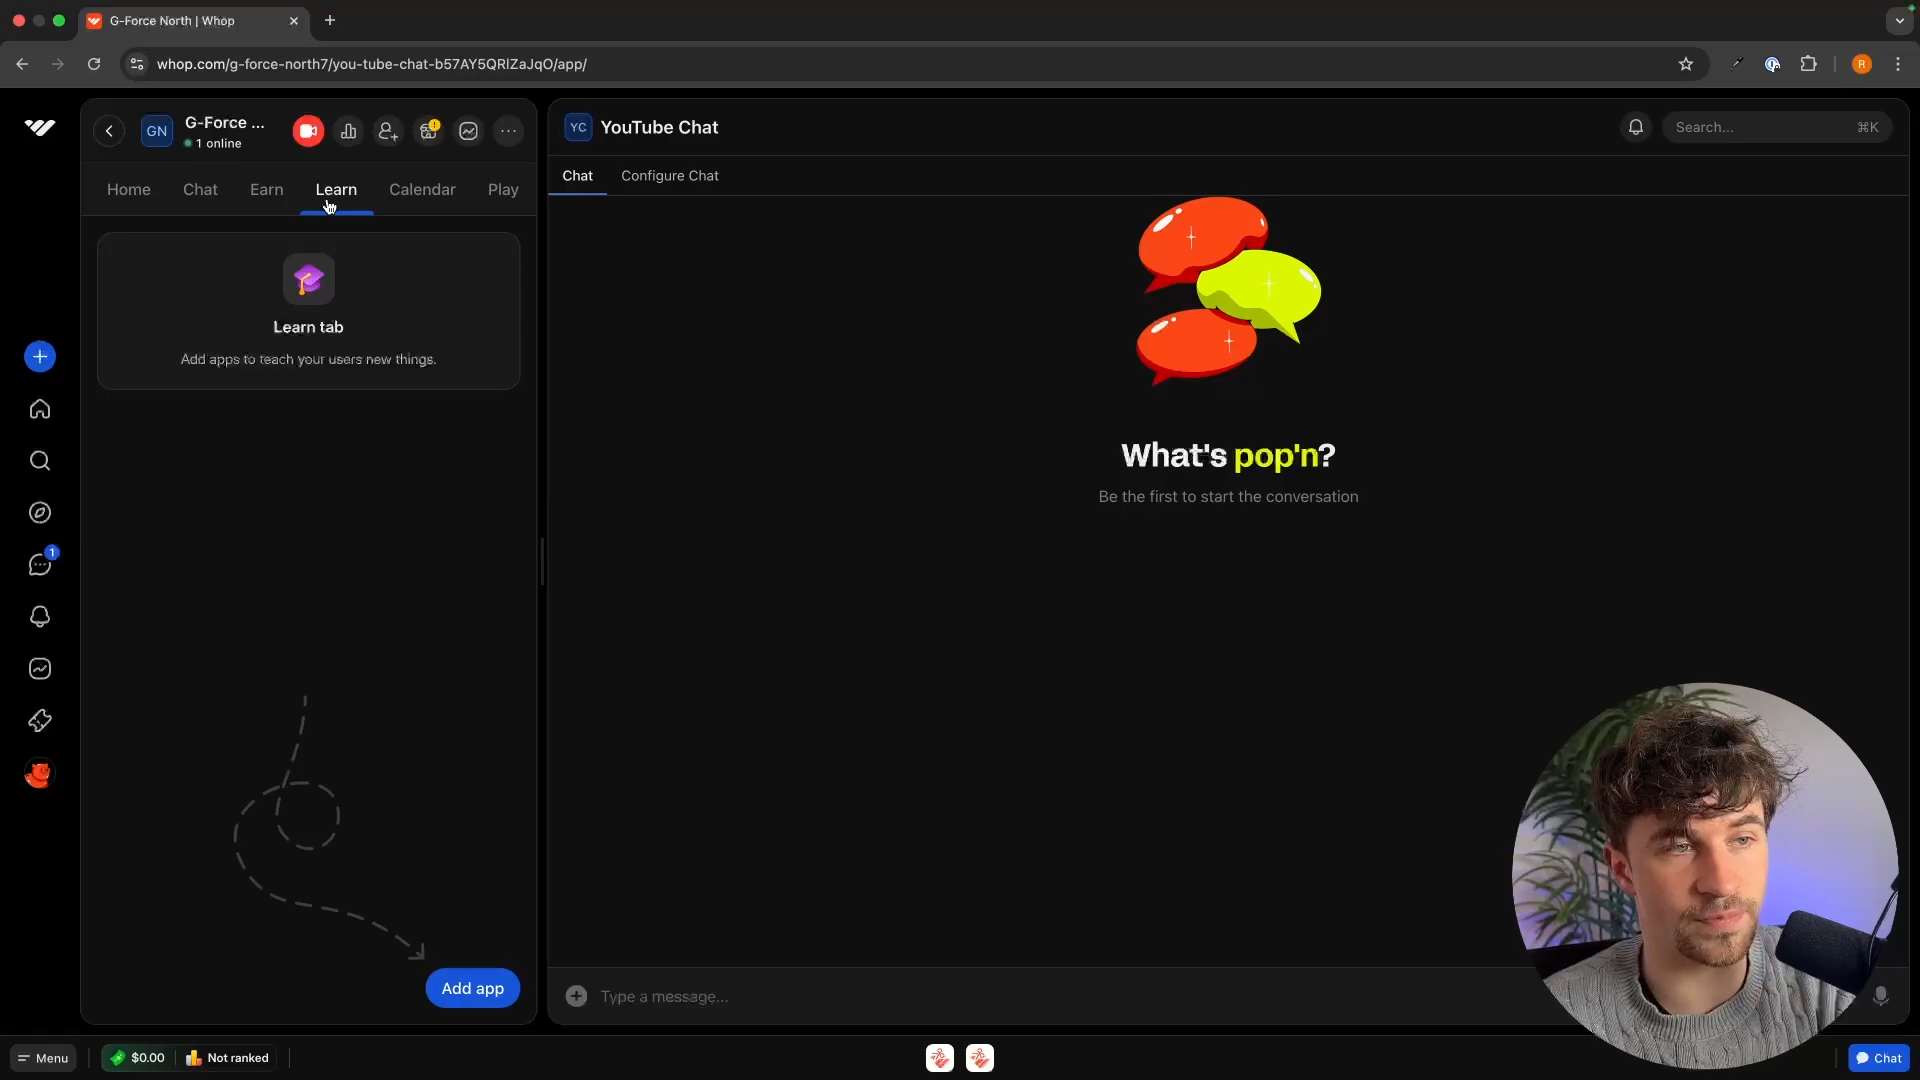 G-Force North | Whop
whop.com/g-force-north7/you-tube-chat-b57AY5QRIZaJqO/app/
R
GN
G-Force ...
1 online
!
YC
YouTube Chat
Search...
⌘K
Home
Chat
Earn
Learn
Calendar
Play
Chat
Configure Chat
Learn tab
Add apps to teach your users new things.
What's pop'n?
Be the first to start the conversation
1
Add app
Type a message...
Menu
$0.00
Not ranked
Chat